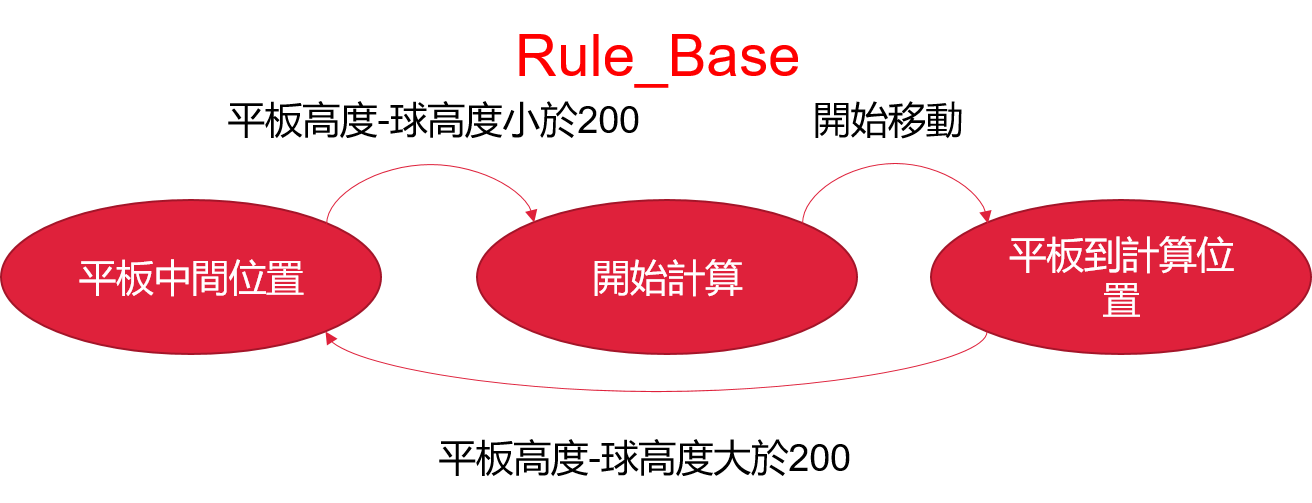 Rule_Base
平板高度-球高度小於200
開始移動
平板中間位置
開始計算
平板到計算位
置
平板高度-球高度大於200